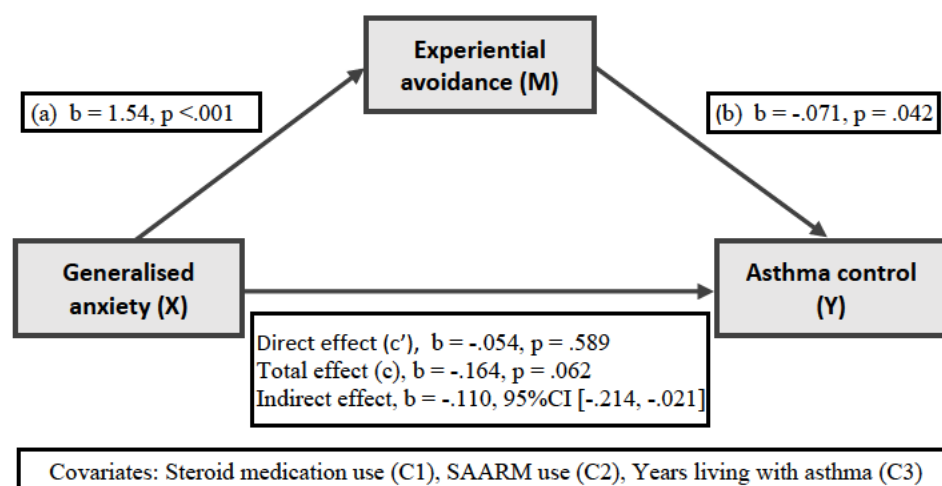 Experiential
avoidance (M)
(a)  b = 1.54, p <.001
(b)  b = -.071, p = .042
Generalised
anxiety (X)
Asthma control
(Y)
Direct effect (c'),  b = -.054, p = .589
Total effect (c), b = -.164, p = .062
Indirect effect, b = -.110, 95%CI [-.214, -.021]
Covariates: Steroid medication use (C1), SAARM use (C2), Years living with asthma (C3)